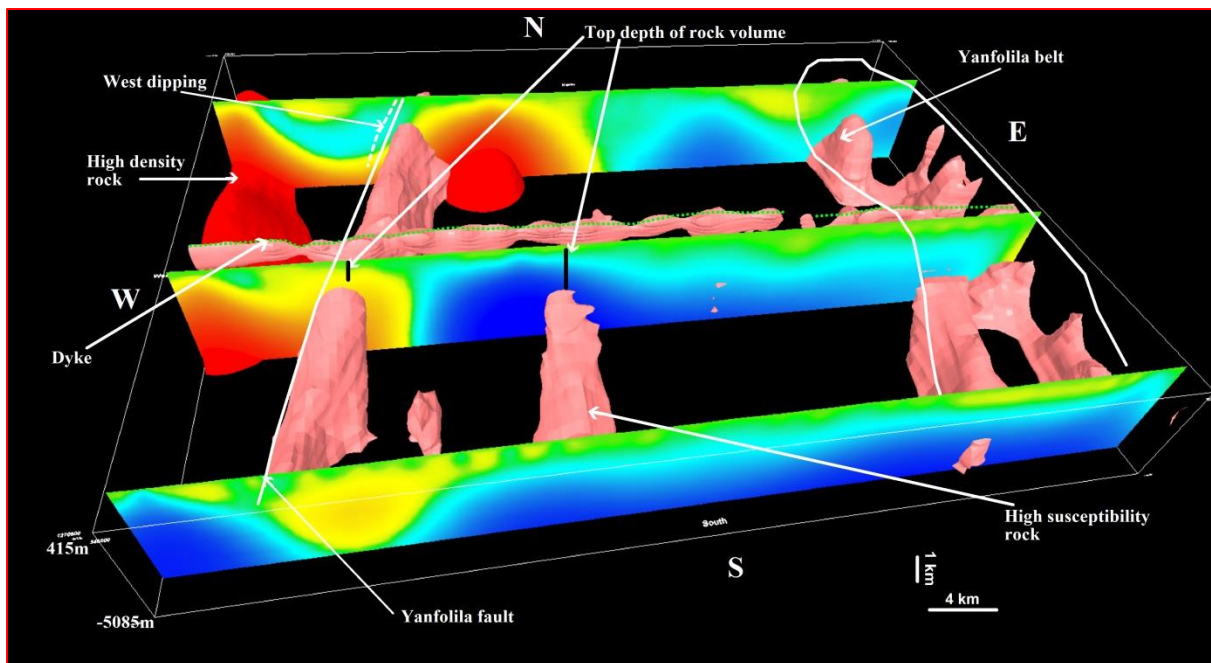 N
Top depth of rock volume
Yanfolila belt
West dipping
E
High density
rock
W
Dyke
South
High susceptibility
rock
415m
S
1 km
4 km
-5085m
Yanfolila fault